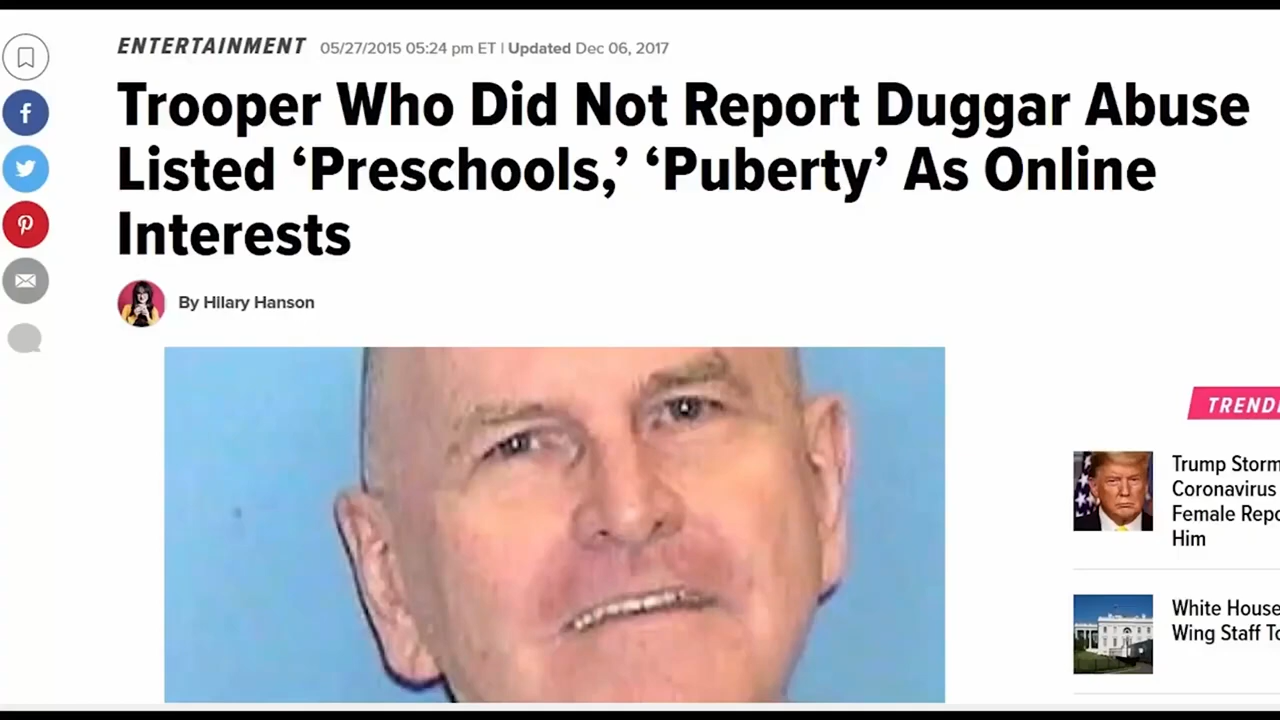 ENTERTAINMENT 05/27/2015 05:24 pm ET | Updated Dec 06, 2017
Trooper Who Did Not Report Duggar Abuse
Listed ‘Preschools,’ ‘Puberty’ As Online
Interests
By Hilary Hanson
TREND
Trump Storm
Coronavirus
Female Repo
Him
White House
Wing Staff To